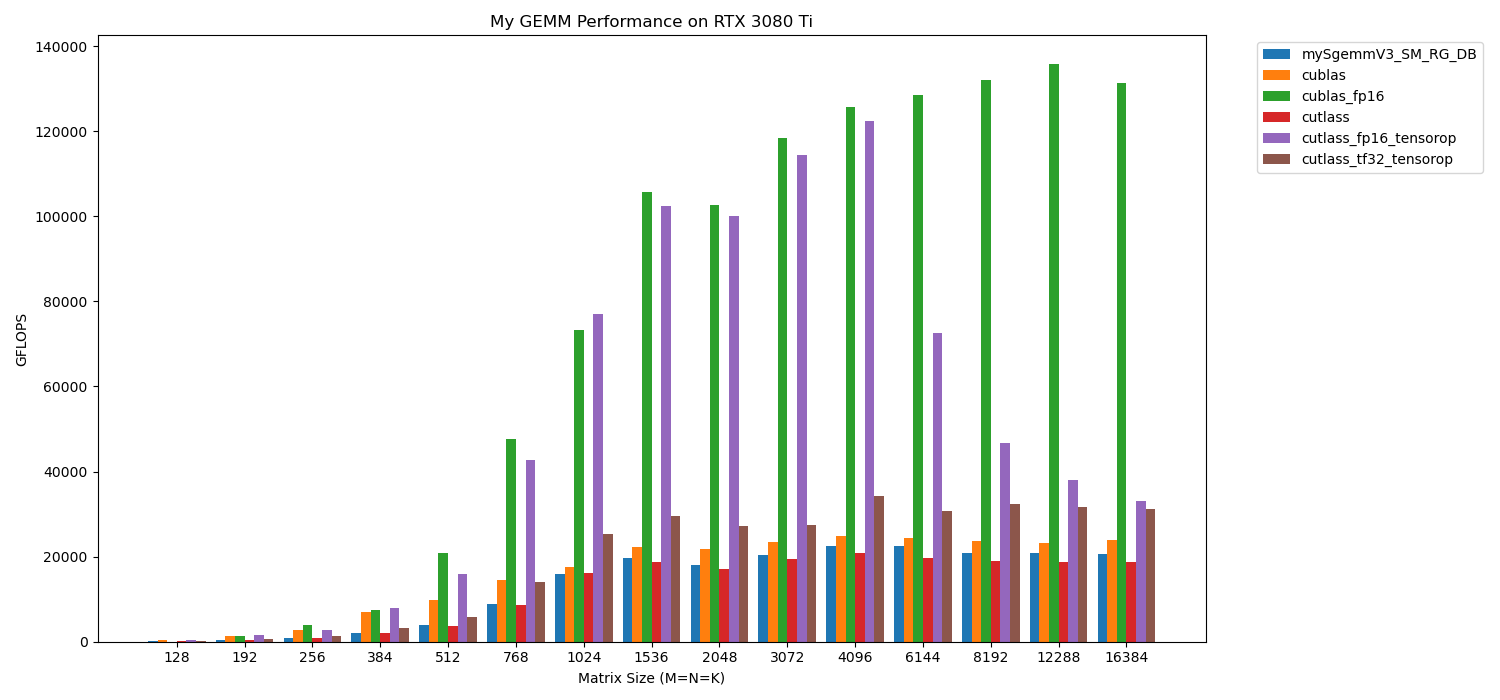 My GEMM Performance on RTX 3080 Ti
140000
120000
100000
80000
60000
40000
20000
0
GFLOPS
128 192 256 384 512 768 1024 1536 2048 3072 4096 6144 8192 12288 16384
Matrix Size (M=N=K)
mySgemmV3_SM_RG_DB
cublas
cublas_fp16
cutlass
cutlass_fp16_tensorop
cutlass_tf32_tensorop